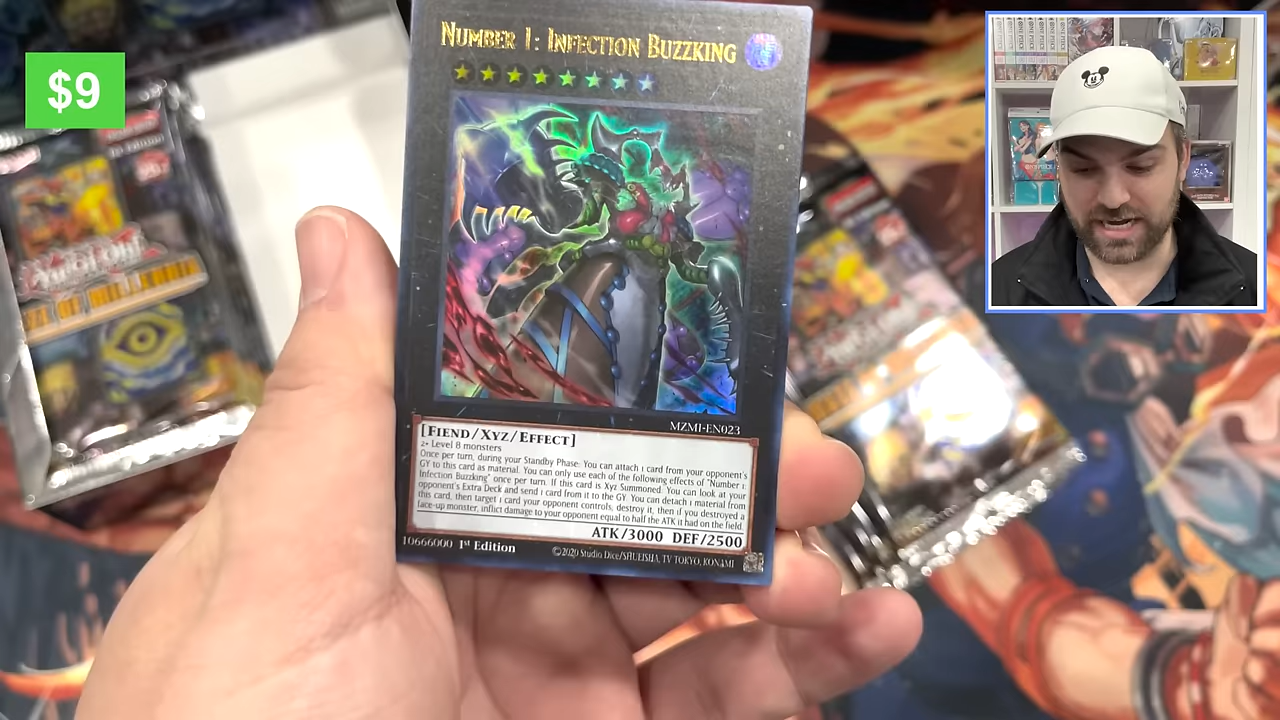 $9
NUMBER 1: INFECTION BUZZKING
MZMI-EN023
[FIEND/XYZ/EFFECT]
2+ Level 8 monsters
Once per turn, during your Standby Phase: You can attach 1 card from your opponent's
GY to this card as material. You can only use each of the following effects of "Number 1:
Infection Buzzking" once per turn. If this card is Xyz Summoned: You can look at your
opponent's Extra Deck and send 1 card from it to the GY. You can detach 1 material from
this card, then target 1 card your opponent controls; destroy it, then if you destroyed a
face-up monster, inflict damage to your opponent equal to half the ATK it had on the field.
ATK/3000 DEF/2500
10666000 1st Edition
©2020 Studio Dice/SHUEISHA, TV TOKYO, KONAMI
OF MILLENNIA